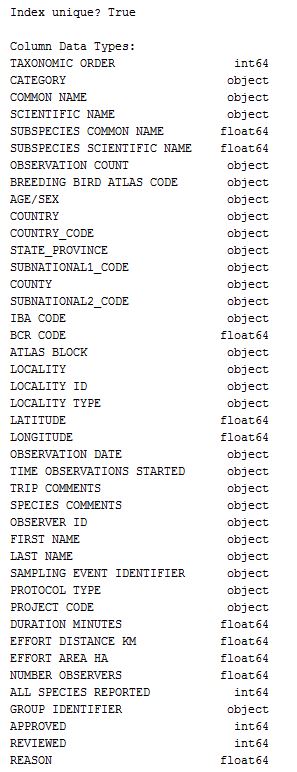 Index unique? True
Column Data Types:
TAXONOMIC ORDER int64
CATEGORY object
COMMON NAME object
SCIENTIFIC NAME object
SUBSPECIES COMMON NAME float64
SUBSPECIES SCIENTIFIC NAME float64
OBSERVATION COUNT object
BREEDING BIRD ATLAS CODE object
AGE/SEX object
COUNTRY object
COUNTRY_CODE object
STATE_PROVINCE object
SUBNATIONAL1_CODE object
COUNTY object
SUBNATIONAL2_CODE object
IBA CODE object
BCR CODE float64
ATLAS BLOCK object
LOCALITY object
LOCALITY ID object
LOCALITY TYPE object
LATITUDE float64
LONGITUDE float64
OBSERVATION DATE object
TIME OBSERVATIONS STARTED object
TRIP COMMENTS object
SPECIES COMMENTS object
OBSERVER ID object
FIRST NAME object
LAST NAME object
SAMPLING EVENT IDENTIFIER object
PROTOCOL TYPE object
PROJECT CODE object
DURATION MINUTES float64
EFFORT DISTANCE KM float64
EFFORT AREA HA float64
NUMBER OBSERVERS float64
ALL SPECIES REPORTED int64
GROUP IDENTIFIER object
APPROVED int64
REVIEWED int64
REASON float64